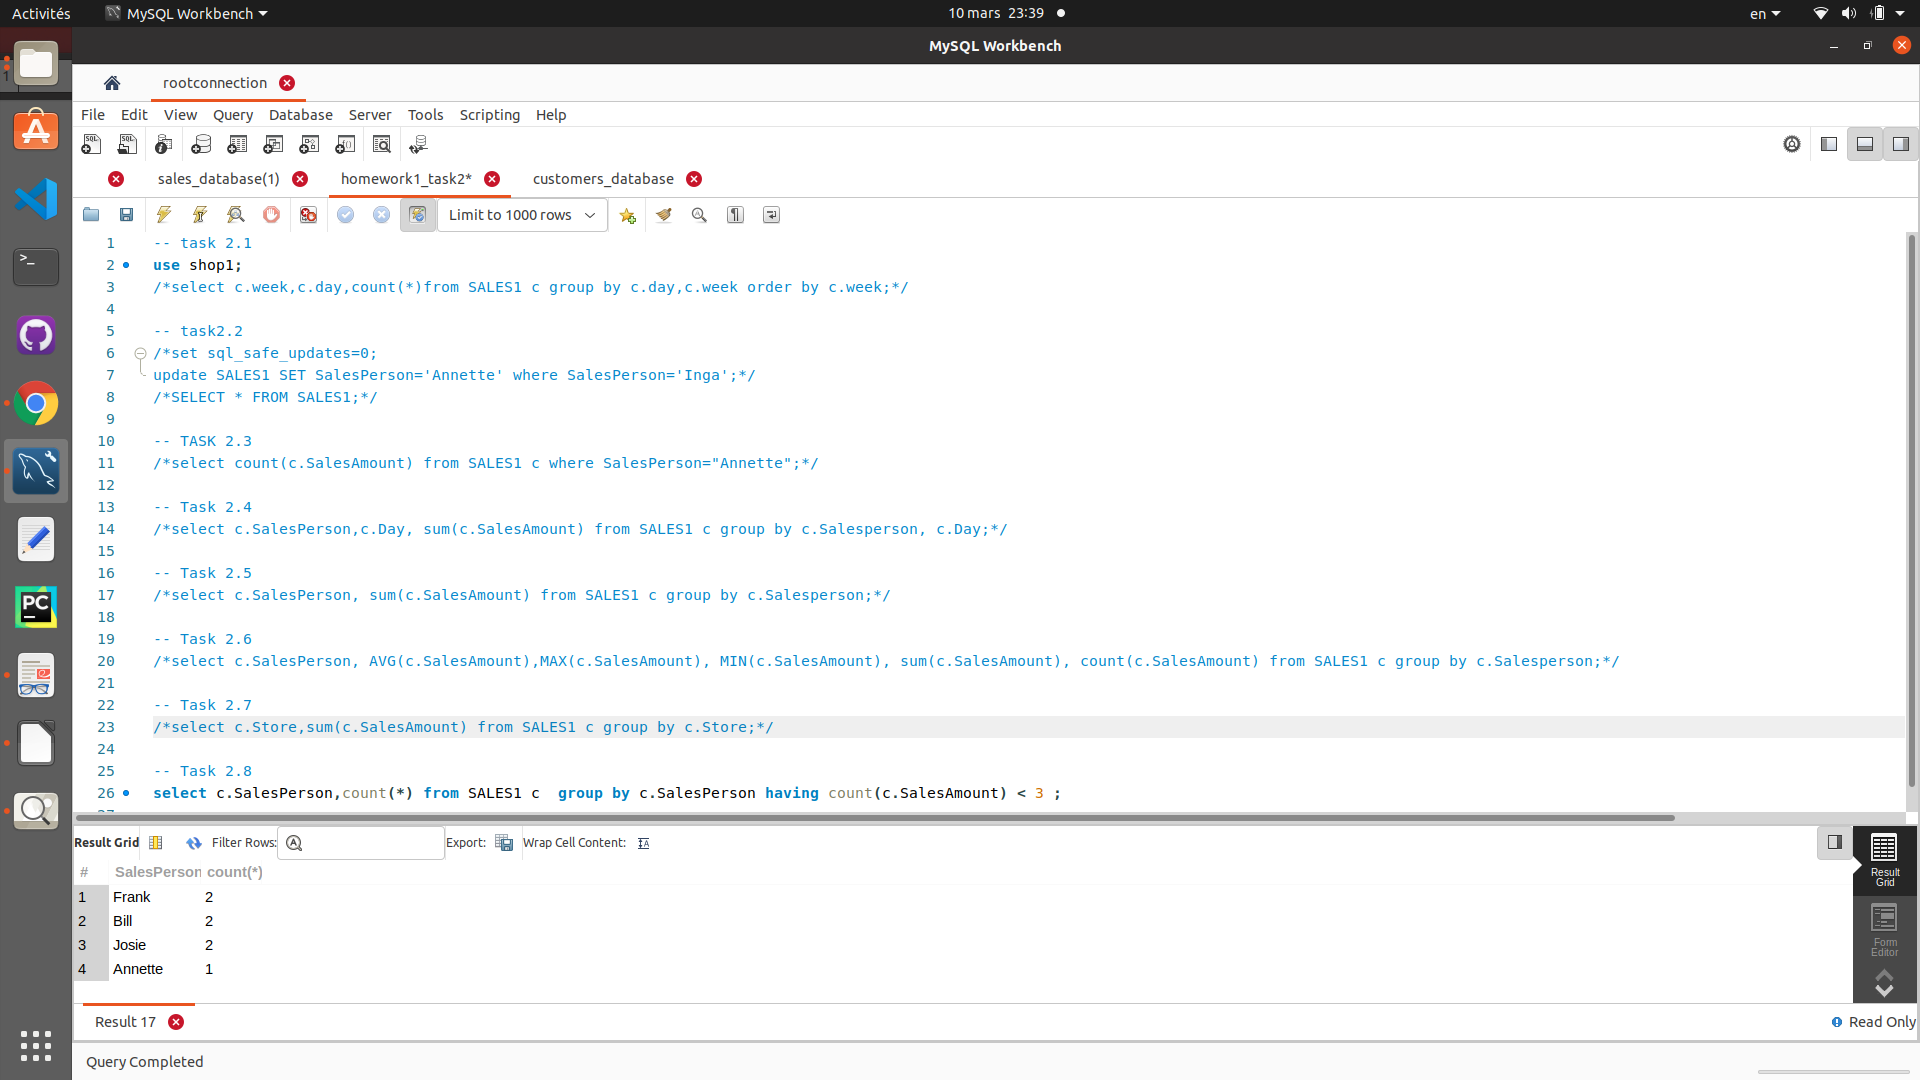 Activités MySQL Workbench 10 mars 23:39 en
MySQL Workbench
1
rootconnection
File Edit View Query Database Server Tools Scripting Help
sales_database(1) homework1_task2* customers_database
Limit to 1000 rows
1 -- task 2.1
2 use shop1;
3 /*select c.week,c.day,count(*)from SALES1 c group by c.day,c.week order by c.week;*/
4
5 -- task2.2
6 /*set sql_safe_updates=0;
7 update SALES1 SET SalesPerson='Annette' where SalesPerson='Inga';*/
8 /*SELECT * FROM SALES1;*/
9
10 -- TASK 2.3
11 /*select count(c.SalesAmount) from SALES1 c where SalesPerson="Annette";*/
12
13 -- Task 2.4
14 /*select c.SalesPerson,c.Day, sum(c.SalesAmount) from SALES1 c group by c.Salesperson, c.Day;*/
15
16 -- Task 2.5
17 /*select c.SalesPerson, sum(c.SalesAmount) from SALES1 c group by c.Salesperson;*/
18
19 -- Task 2.6
20 /*select c.SalesPerson, AVG(c.SalesAmount),MAX(c.SalesAmount), MIN(c.SalesAmount), sum(c.SalesAmount), count(c.SalesAmount) from SALES1 c group by c.Salesperson;*/
21
22 -- Task 2.7
23 /*select c.Store,sum(c.SalesAmount) from SALES1 c group by c.Store;*/
24
25 -- Task 2.8
26 select c.SalesPerson,count(*) from SALES1 c  group by c.SalesPerson having count(c.SalesAmount) < 3 ;
Result Grid Filter Rows: Export: Wrap Cell Content:
# SalesPerson count(*)
1 Frank 2
2 Bill 2
3 Josie 2
4 Annette 1
Result
Grid
Form
Editor
Result 17 Read Only
Query Completed
PC